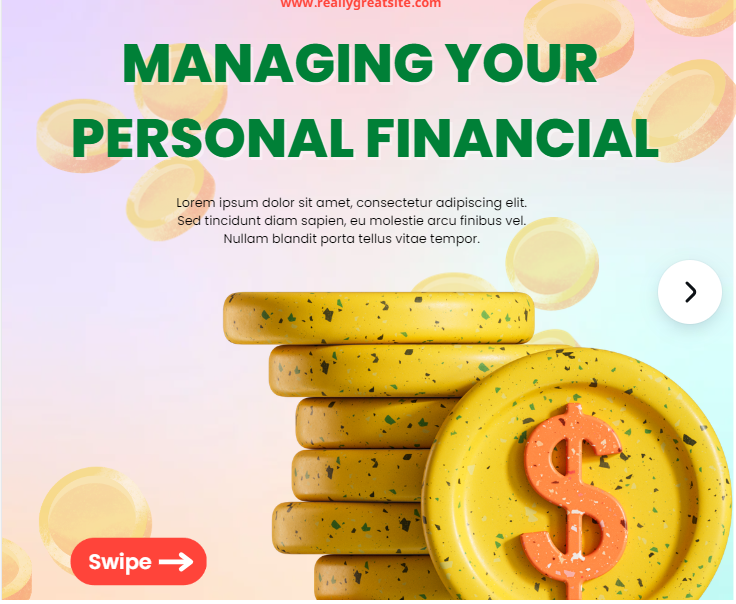 www.reallygreatsite.com
MANAGING YOUR
PERSONAL FINANCIAL
Lorem ipsum dolor sit amet, consectetur adipiscing elit.
Sed tincidunt diam sapien, eu molestie arcu finibus vel.
Nullam blandit porta tellus vitae tempor.
$
Swipe